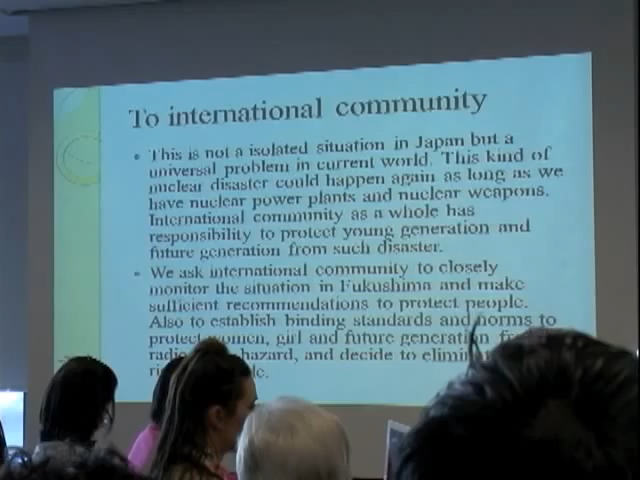 To international community
• This is not a isolated situation in Japan but a
universal problem in current world. This kind of
nuclear disaster could happen again as long as we
have nuclear power plants and nuclear weapons.
International community as a whole has
responsibility to protect young generation and
future generation from such disaster.
• We ask international community to closely
monitor the situation in Fukushima and make
sufficient recommendations to protect people.
Also to establish binding standards and norms to
protect women, girl and future generation
hazard, and decide to